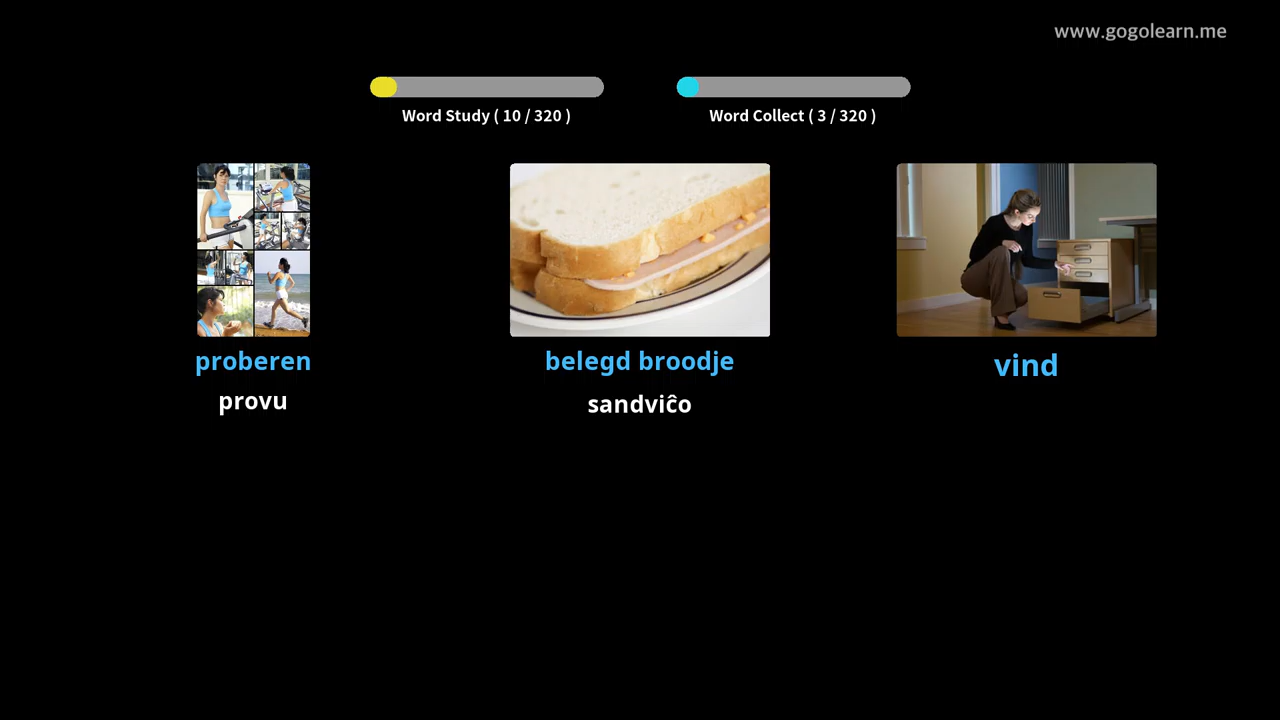 www.gogolearn.me
Word Study ( 10 / 320 )
Word Collect ( 3 / 320 )
proberen
provu
belegd broodje
sandviĉo
vind